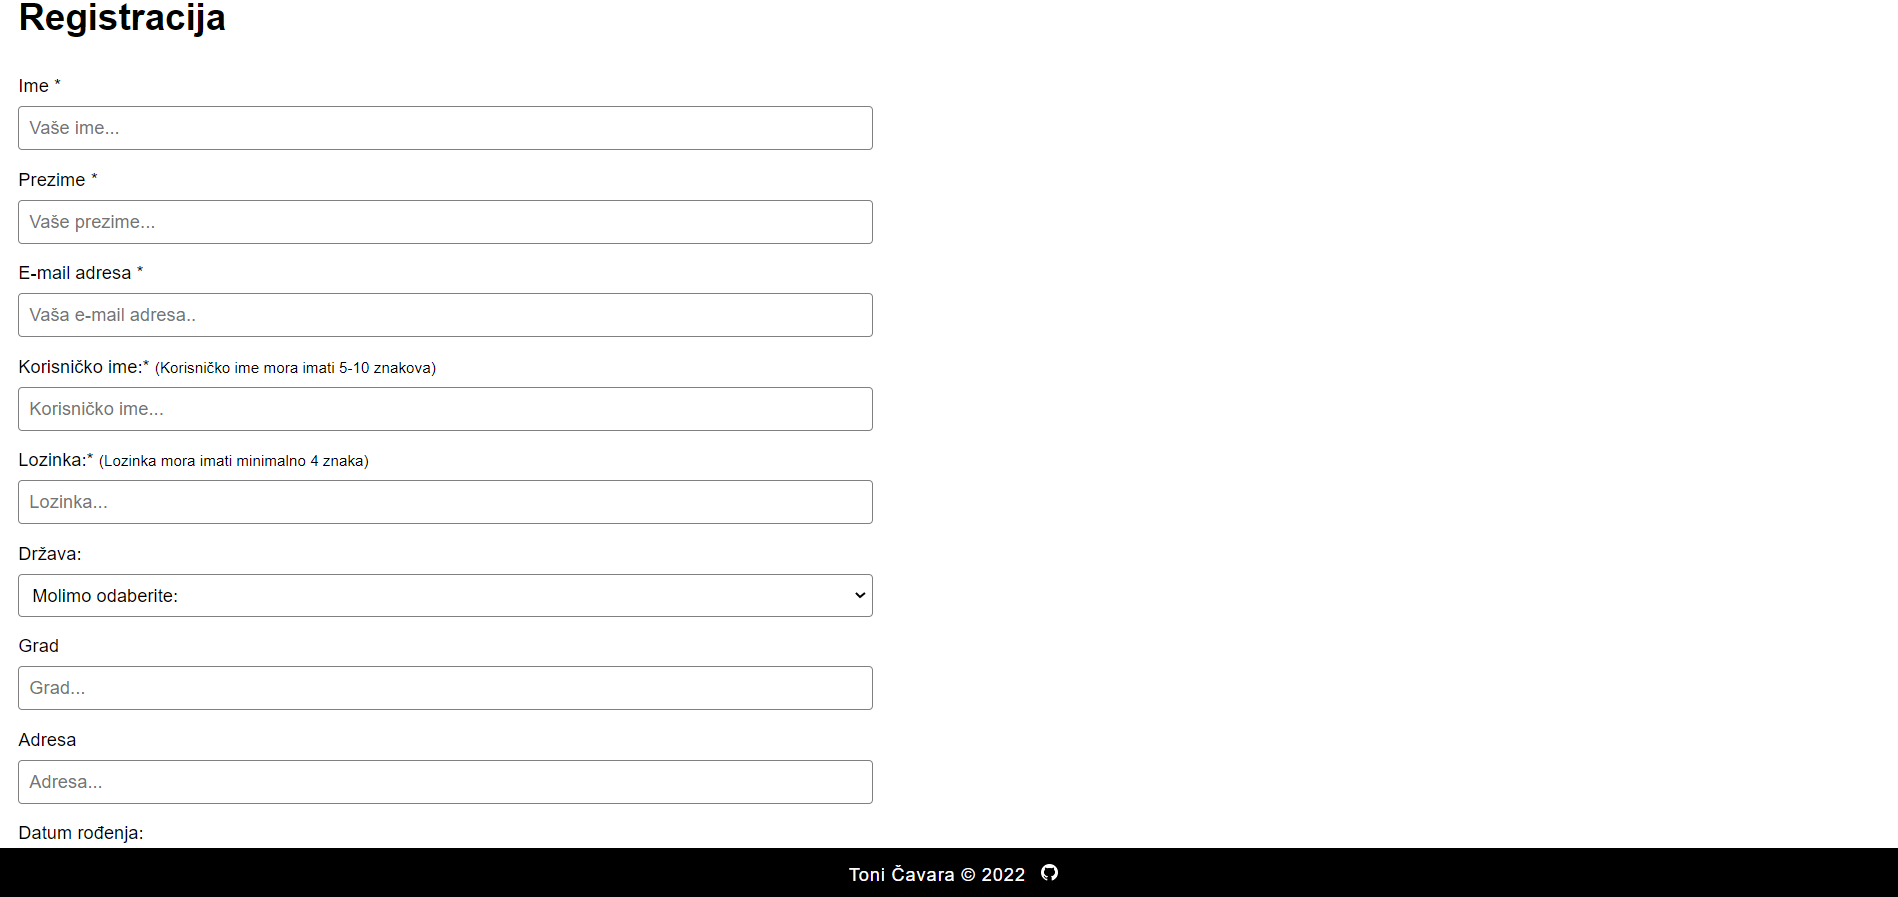 Registracija
Ime *
Vaše ime...
Prezime *
Vaše prezime...
E-mail adresa *
Vaša e-mail adresa..
Korisničko ime:* (Korisničko ime mora imati 5-10 znakova)
Korisničko ime...
Lozinka:* (Lozinka mora imati minimalno 4 znaka)
Lozinka...
Država:
Molimo odaberite:
Grad
Grad...
Adresa
Adresa...
Datum rođenja:
Toni Čavara © 2022